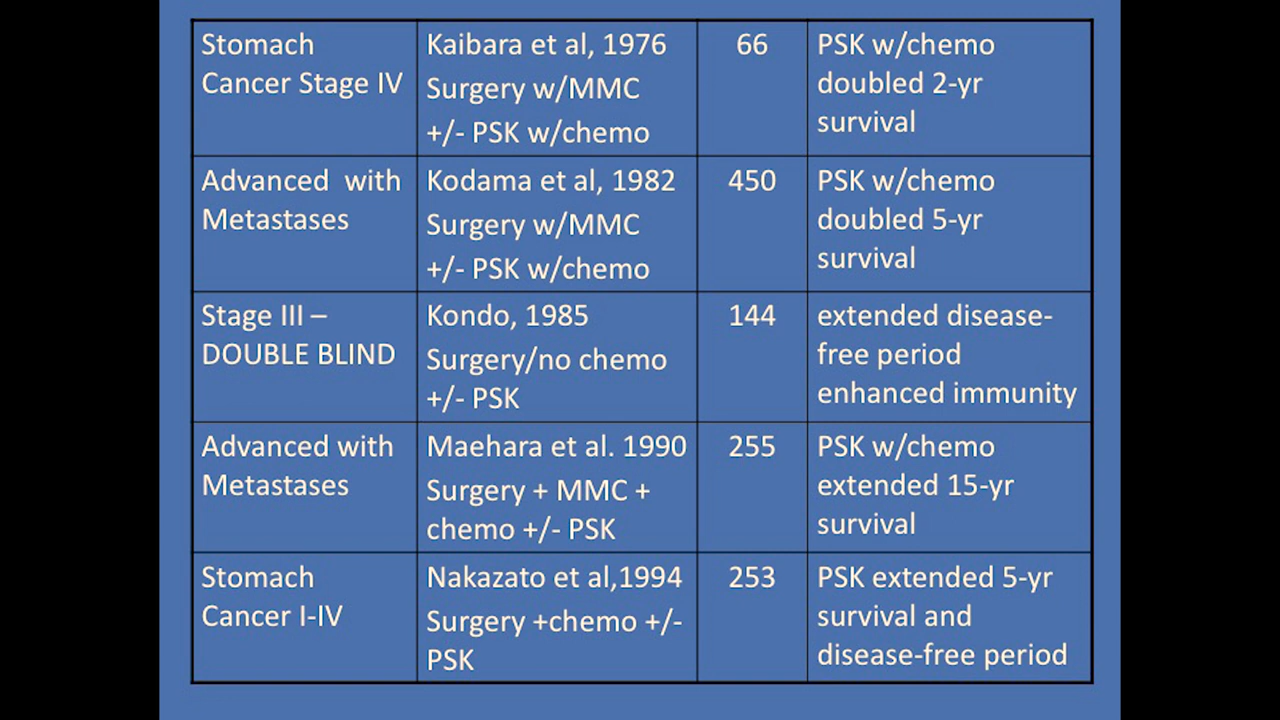 Stomach
Cancer Stage IV
Kaibara et al, 1976
Surgery w/MMC
+/- PSK w/chemo
66
PSK w/chemo
doubled 2-yr
survival
Advanced with
Metastases
Kodama et al, 1982
Surgery w/MMC
+/- PSK w/chemo
450
PSK w/chemo
doubled 5-yr
survival
Stage III –
DOUBLE BLIND
Kondo, 1985
Surgery/no chemo
+/- PSK
144
extended disease-
free period
enhanced immunity
Advanced with
Metastases
Maehara et al. 1990
Surgery + MMC +
chemo +/- PSK
255
PSK w/chemo
extended 15-yr
survival
Stomach
Cancer I-IV
Nakazato et al,1994
Surgery +chemo +/-
PSK
253
PSK extended 5-yr
survival and
disease-free period